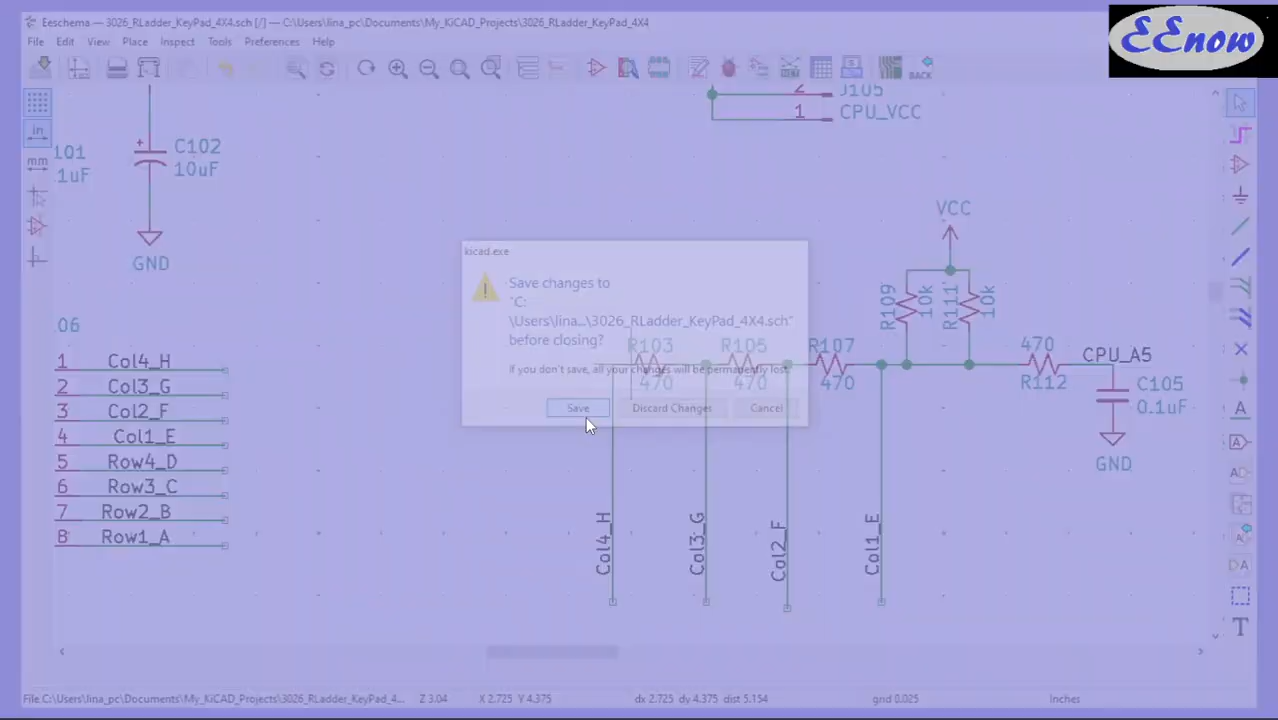 Eeschema — 3026_RLadder_KeyPad_4X4.sch [/] — C:\Users\lina_pc\Documents\My_KiCAD_Projects\3026_RLadder_KeyPad_4X4
EEnow
File Edit View Place Inspect Tools Preferences Help
BACK
in
mm
2 J105
1 CPU_VCC
101
1uF
C102
10uF
GND
VCC
R109
10k
R111
10k
kicad.exe
Save changes to
"C:
\Users\lina...\3026_RLadder_KeyPad_4X4.sch"
before closing?
If you don't save, all your changes will be permanently lost.
Save Discard Changes Cancel
R103
470
R105
470
R107
470
470
R112
CPU_A5
C105
0.1uF
GND
06
1 Col4_H
2 Col3_G
3 Col2_F
4 Col1_E
5 Row4_D
6 Row3_C
7 Row2_B
8 Row1_A
Col4_H
Col3_G
Col2_F
Col1_E
A
A
AD
A
DA
T
File: C:\Users\lina_pc\Documents\My_KiCAD_Projects\3026_RLadder_KeyPad_4... Z 3.04 X 2.725 Y 4.375 dx 2.725 dy 4.375 dist 5.154 grid 0.025 Inches